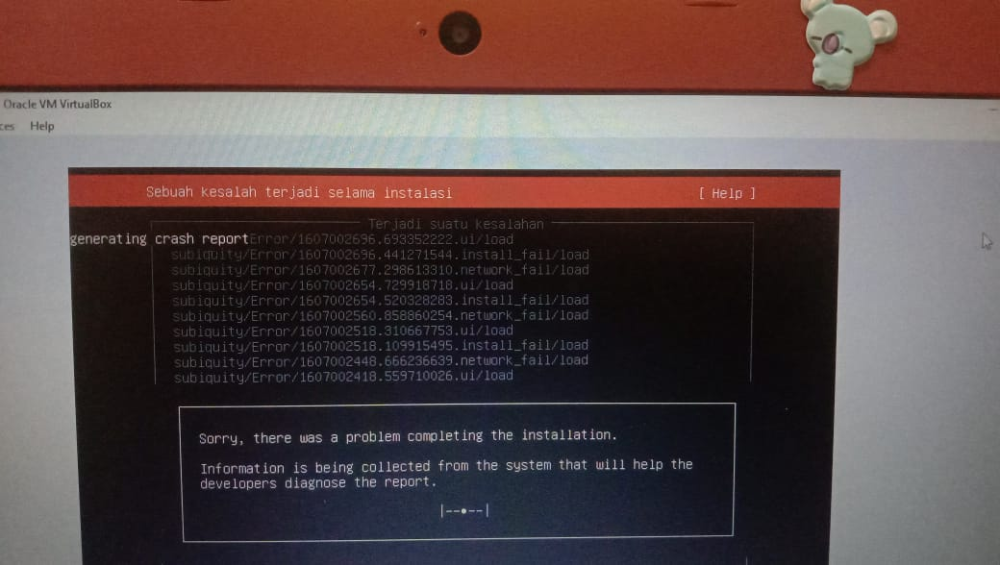 Oracle VM VirtualBox
ces Help
Sebuah kesalah terjadi selama instalasi [ Help ]
Terjadi suatu kesalahan
generating crash reportError/1607002696.693352222.ui/load
subiquity/Error/1607002696.441271544.install_fail/load
subiquity/Error/1607002677.298613310.network_fail/load
subiquity/Error/1607002654.729918718.ui/load
subiquity/Error/1607002654.520328283.install_fail/load
subiquity/Error/1607002560.858860254.network_fail/load
subiquity/Error/1607002518.310667753.ui/load
subiquity/Error/1607002518.109915495.install_fail/load
subiquity/Error/1607002448.666236639.network_fail/load
subiquity/Error/1607002418.559710026.ui/load
Sorry, there was a problem completing the installation.
Information is being collected from the system that will help the
developers diagnose the report.